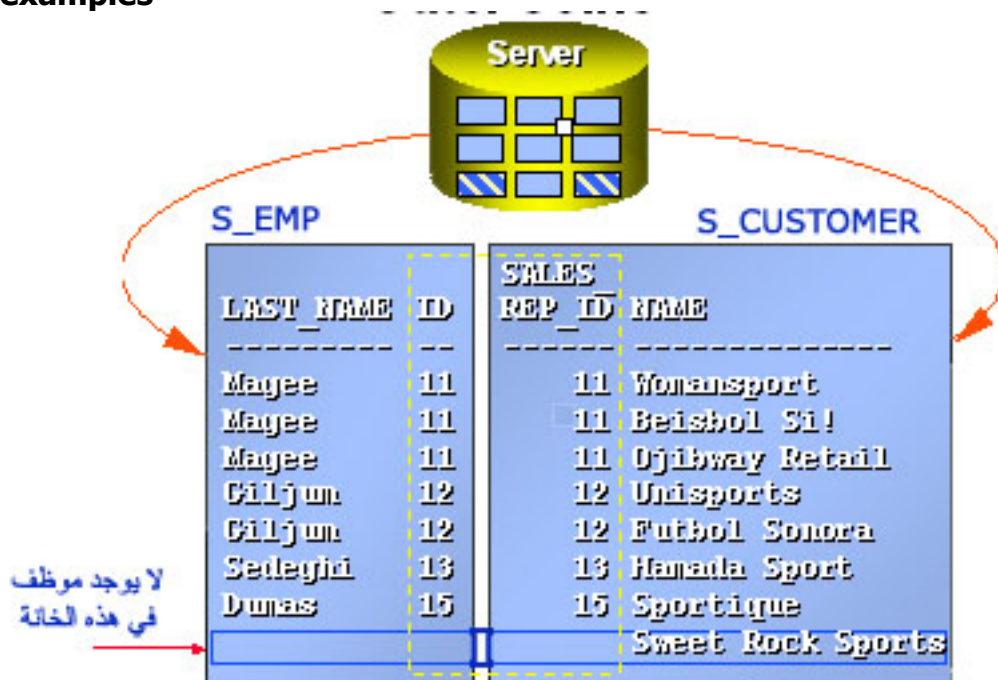 examples
Server
S_EMP
S_CUSTOMER
LAST_NAME ID
--------- --
Magee 11
Magee 11
Magee 11
Giljum 12
Giljum 12
Sedeghi 13
Dumas 15
SALES_
REP_ID NAME
------ --------------
11 Womansport
11 Beisbol Si!
11 Ojibway Retail
12 Unisports
12 Futbol Sonora
13 Hamada Sport
15 Sportique
Sweet Rock Sports
لا يوجد موظف
في هذه الخانة